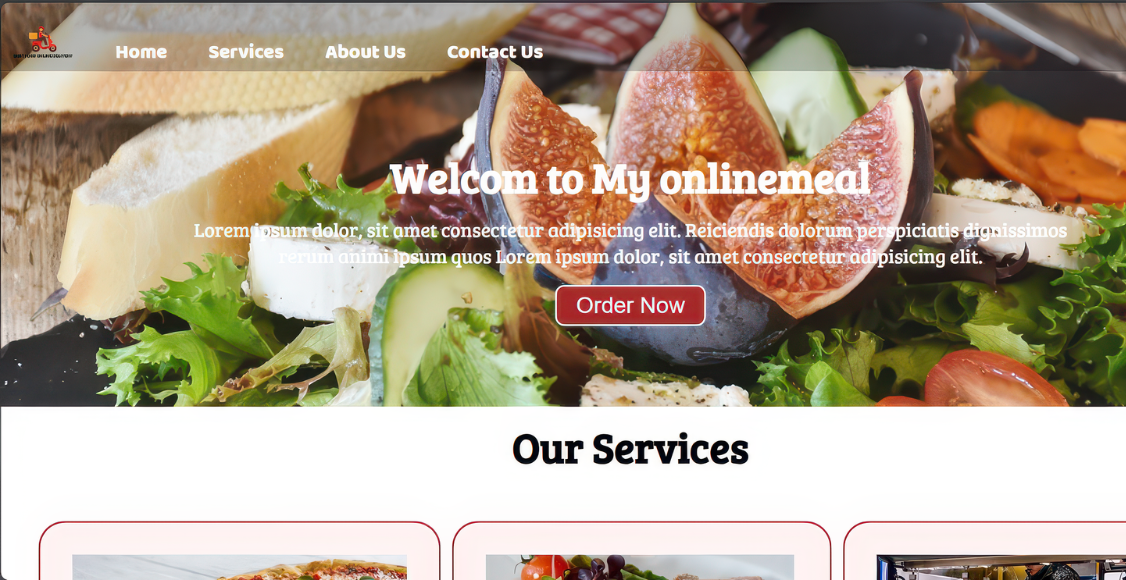 Home Services About Us Contact Us
Welcom to My onlinemeal
Lorem ipsum dolor, sit amet consectetur adipisicing elit. Reiciendis dolorum perspiciatis dignissimos
rerum animi ipsum quos Lorem ipsum dolor, sit amet consectetur adipisicing elit.
Order Now
Our Services